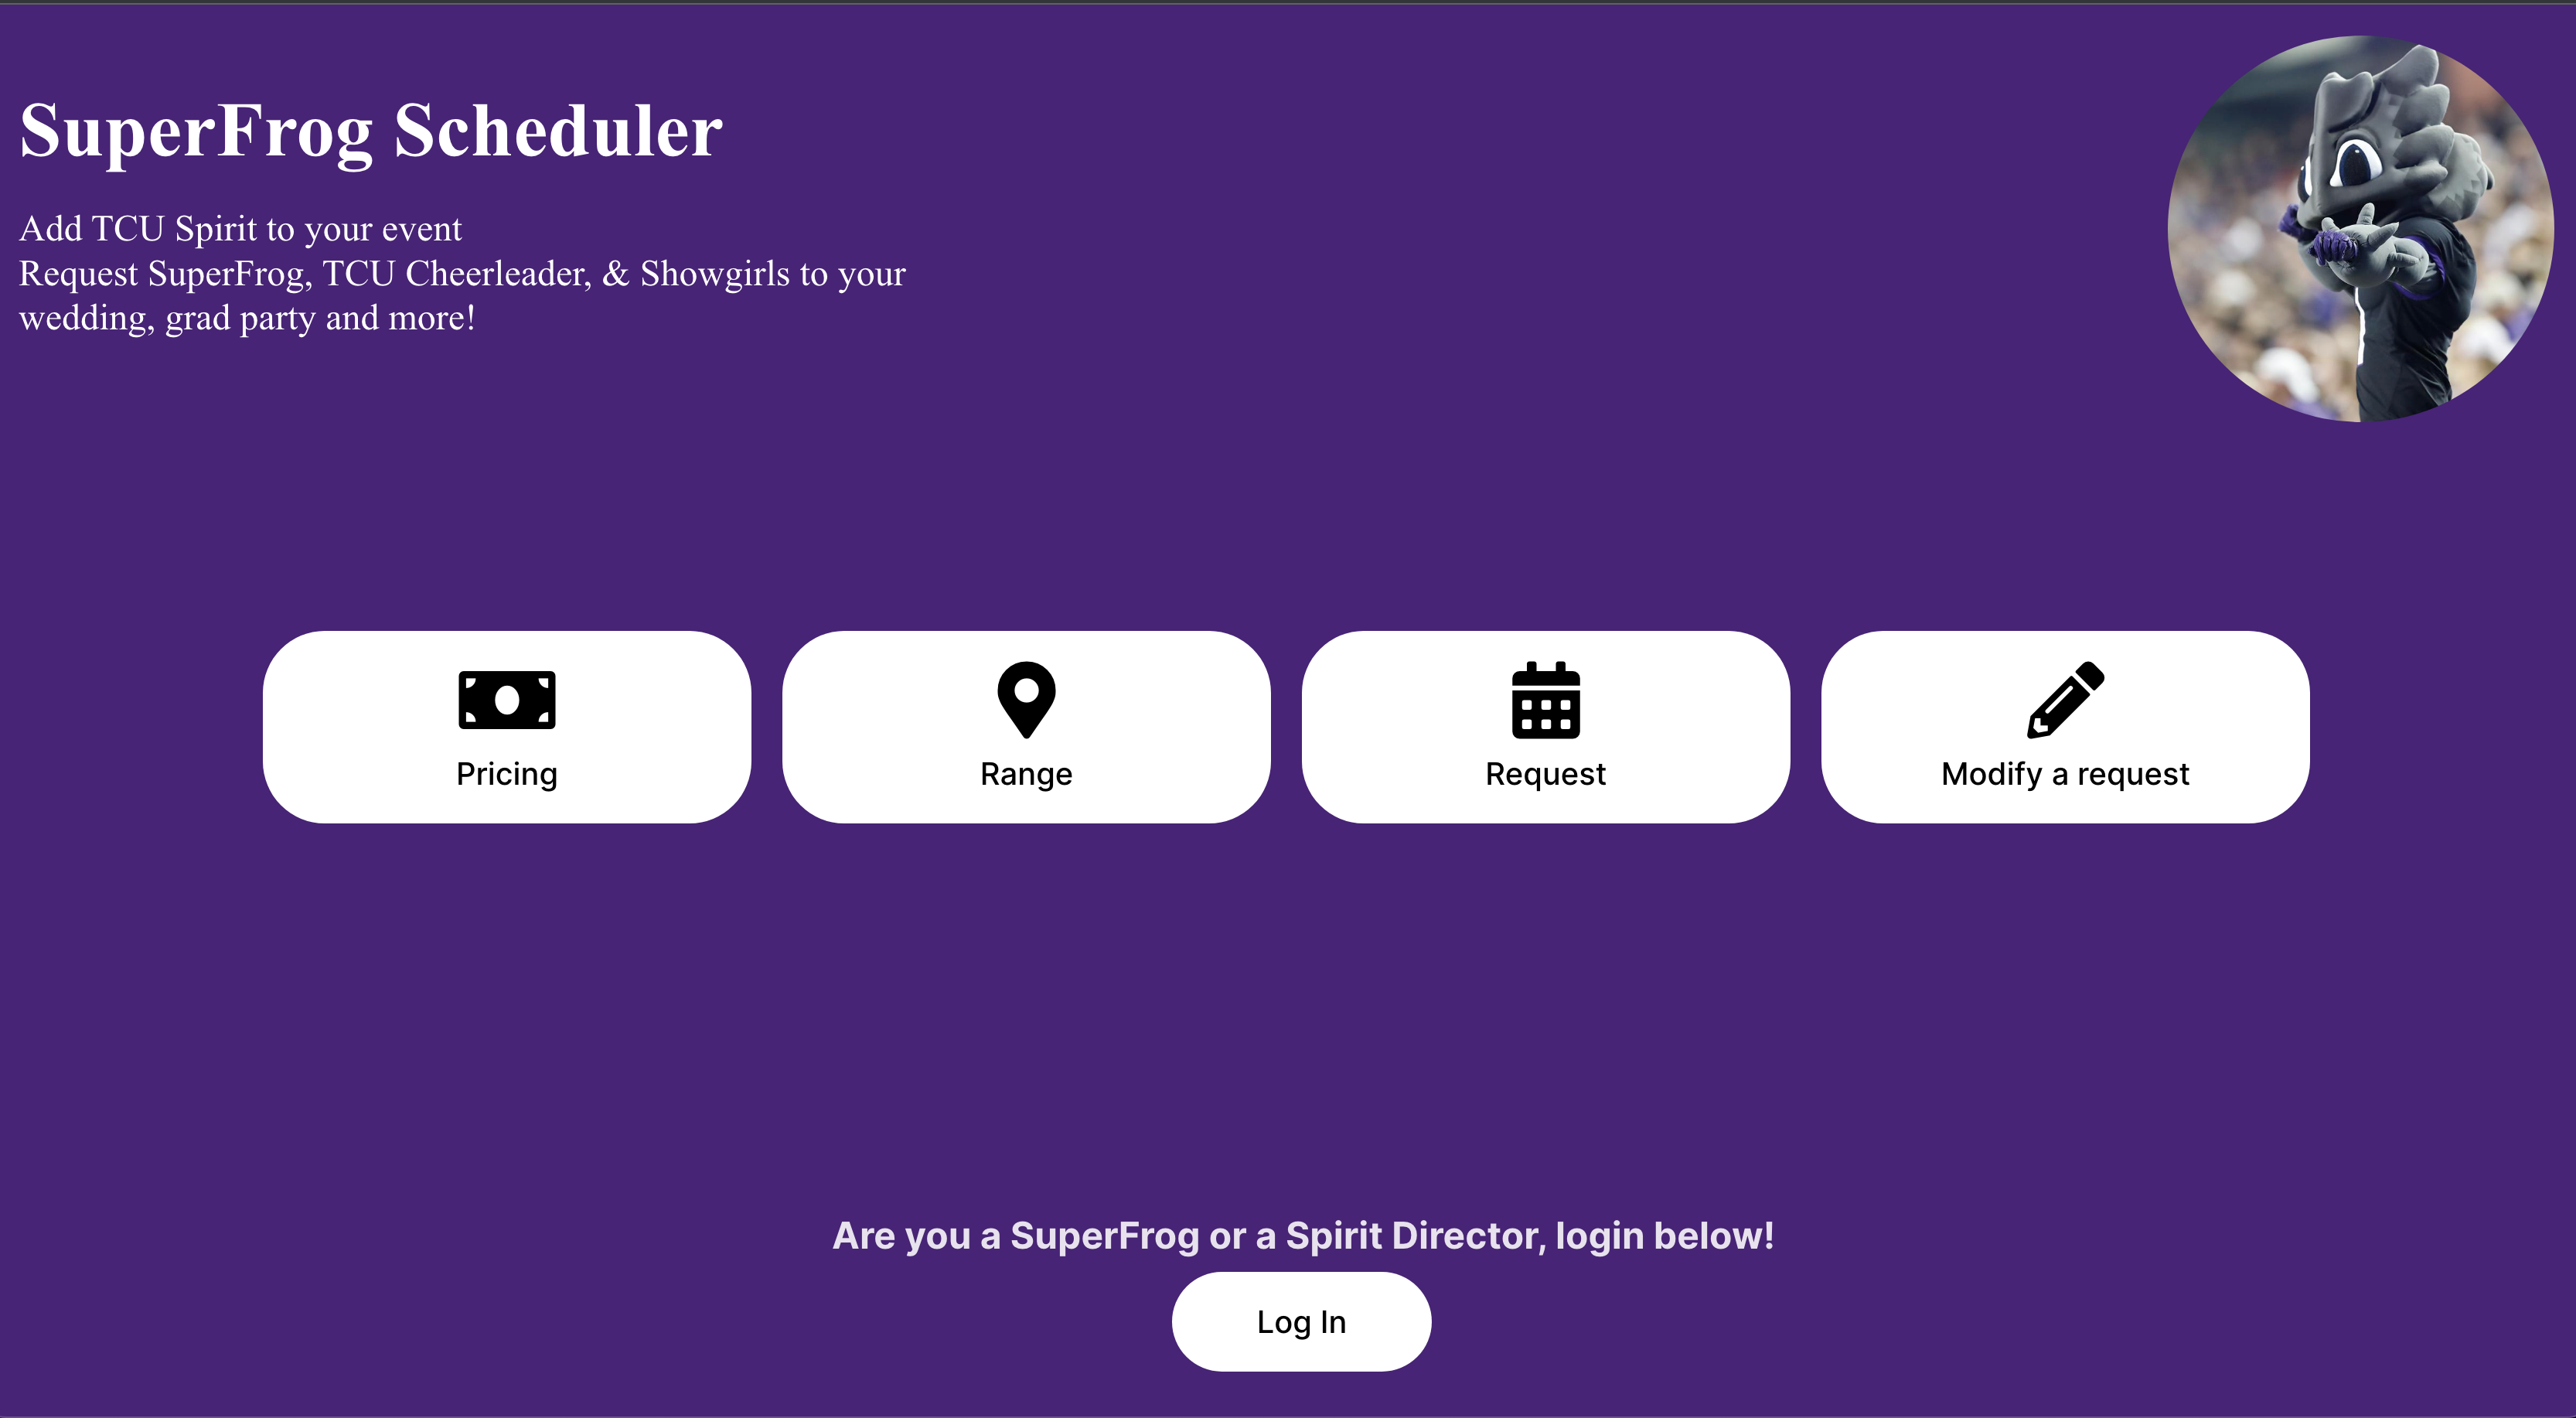 SuperFrog Scheduler
Add TCU Spirit to your event
Request SuperFrog, TCU Cheerleader, & Showgirls to your
wedding, grad party and more!
Pricing
Range
Request
Modify a request
Are you a SuperFrog or a Spirit Director, login below!
Log In